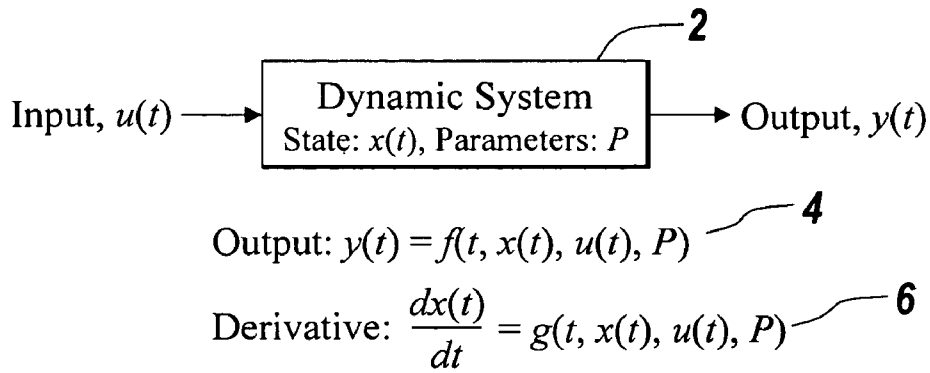 2
Input, u(t)
Dynamic System
State: x(t), Parameters: P
Output, y(t)
4
Output: y(t) = f(t, x(t), u(t), P)
6
Derivative: dx(t)/dt = g(t, x(t), u(t), P)